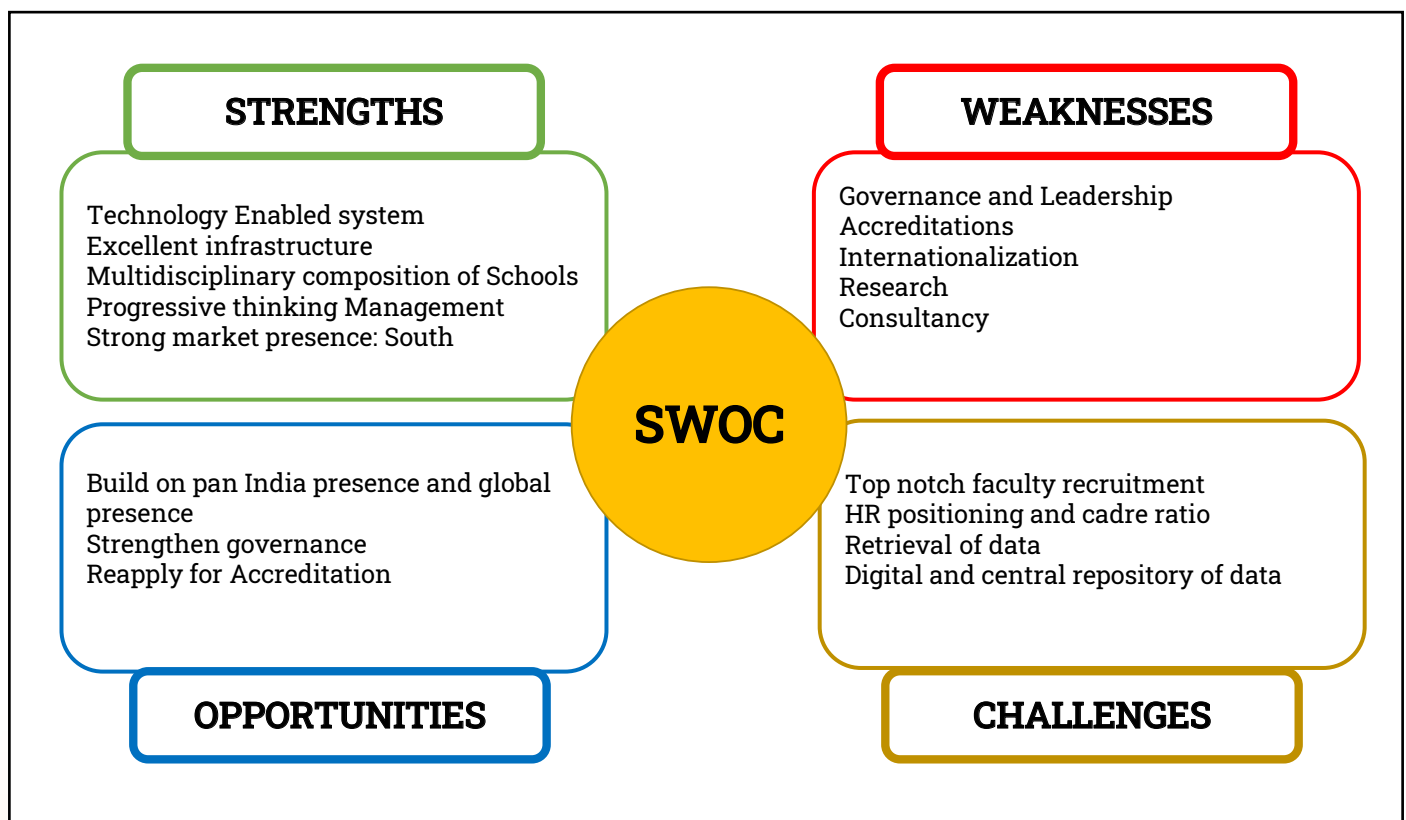 STRENGTHS
Technology Enabled system
Excellent infrastructure
Multidisciplinary composition of Schools
Progressive thinking Management
Strong market presence: South
WEAKNESSES
Governance and Leadership
Accreditations
Internationalization
Research
Consultancy
SWOC
Build on pan India presence and global
presence
Strengthen governance
Reapply for Accreditation
OPPORTUNITIES
Top notch faculty recruitment
HR positioning and cadre ratio
Retrieval of data
Digital and central repository of data
CHALLENGES